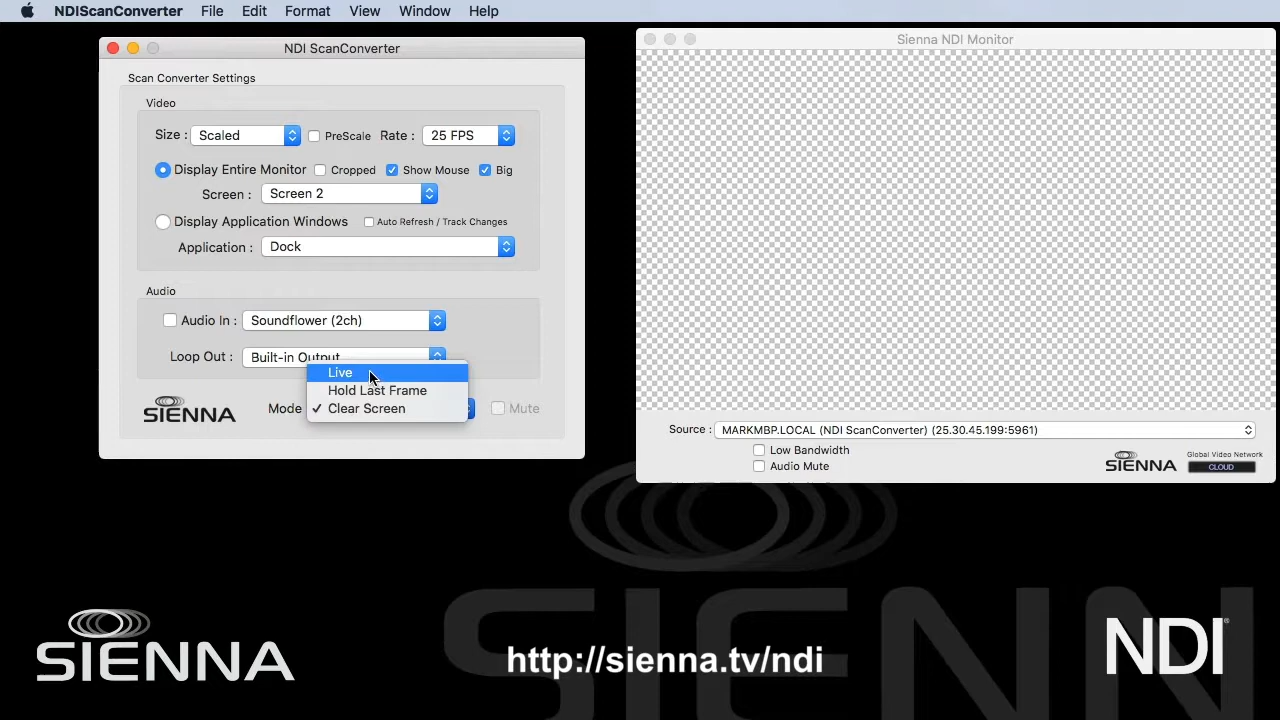 NDIScanConverter File Edit Format View Window Help
NDI ScanConverter
Scan Converter Settings
Video
Size : Scaled PreScale Rate : 25 FPS
Display Entire Monitor Cropped Show Mouse Big
Screen : Screen 2
Display Application Windows Auto Refresh / Track Changes
Application : Dock
Audio
Audio In : Soundflower (2ch)
Loop Out : Built-in Output
Live
Hold Last Frame
SIENNA Mode ✓ Clear Screen Mute
Sienna NDI Monitor
Source : MARKMBP.LOCAL (NDI ScanConverter) (25.30.45.199:5961)
Low Bandwidth
Audio Mute
SIENNA
Global Video Network
CLOUD
SIENN
SIENNA
http://sienna.tv/ndi
NDI®